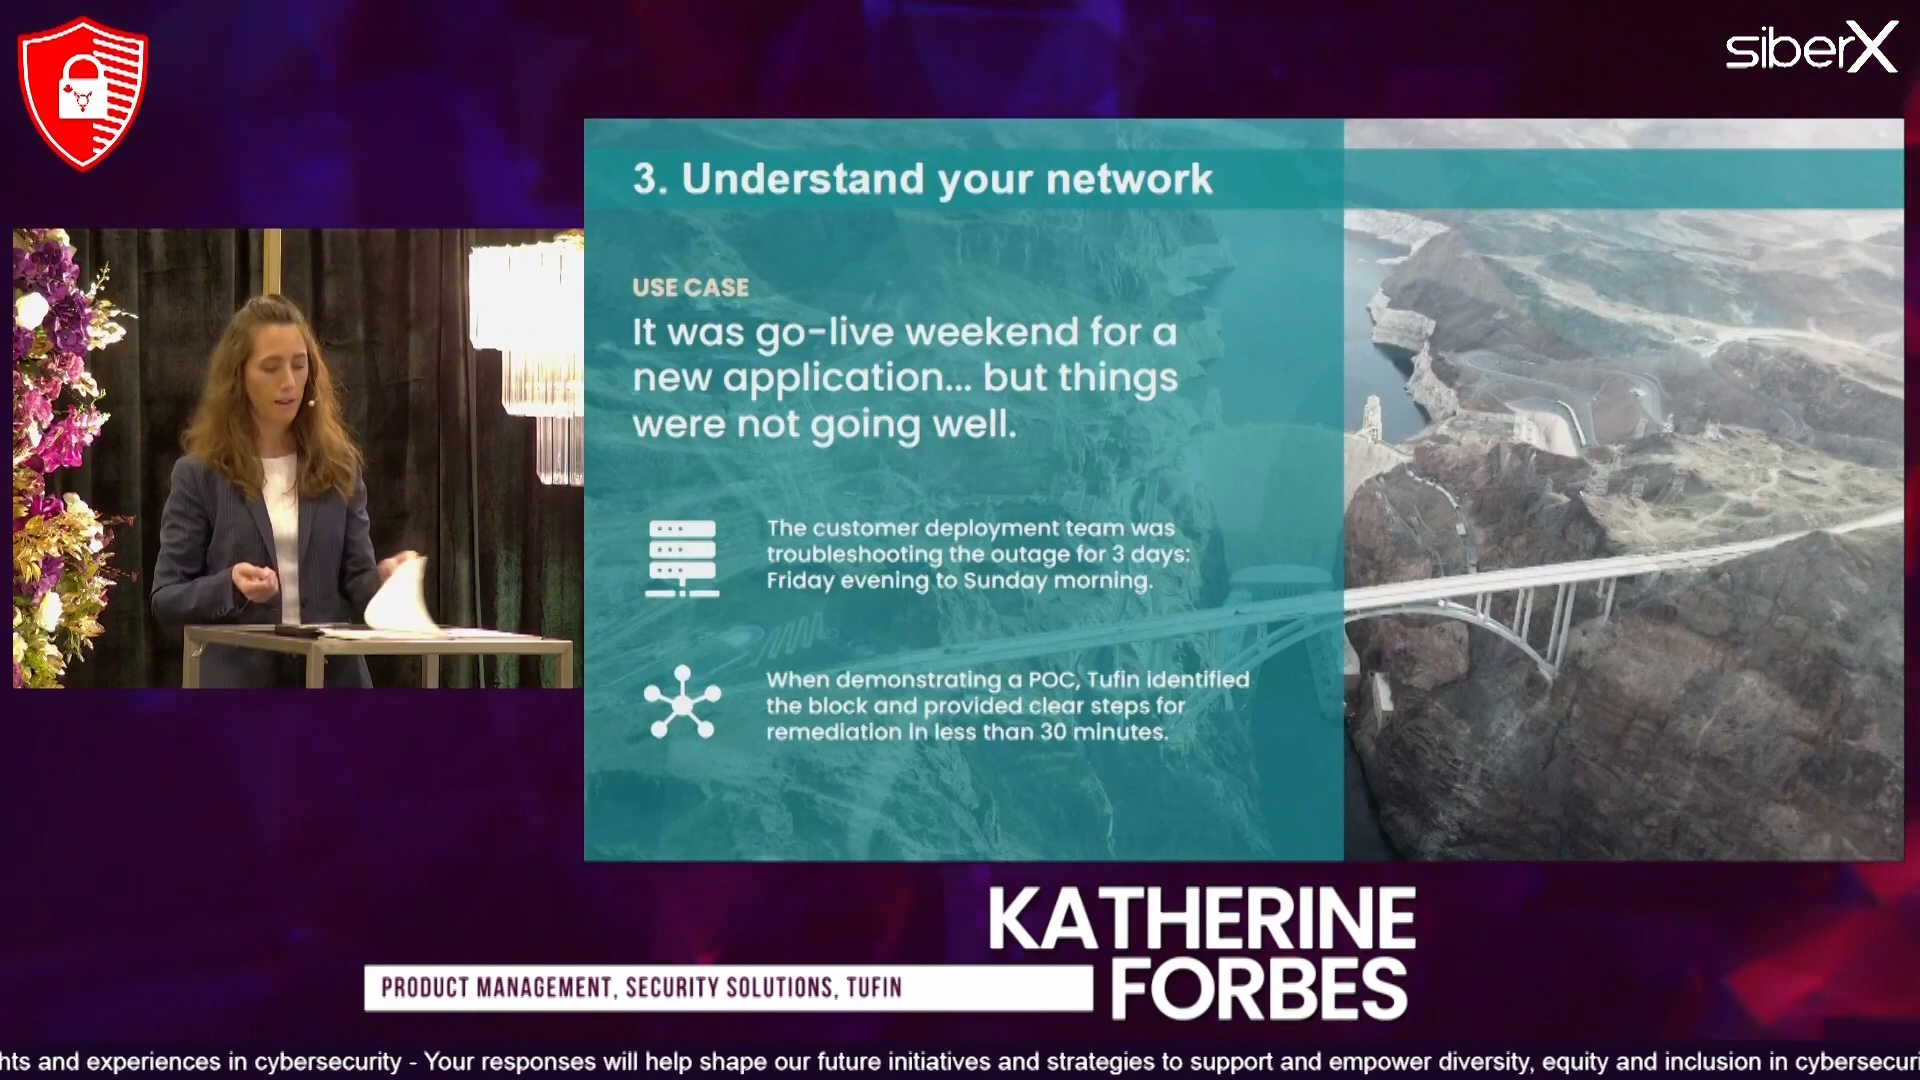 siberX
3. Understand your network
USE CASE
It was go-live weekend for a
new application... but things
were not going well.
The customer deployment team was
troubleshooting the outage for 3 days:
Friday evening to Sunday morning.
When demonstrating a POC, Tufin identified
the block and provided clear steps for
remediation in less than 30 minutes.
KATHERINE
FORBES
PRODUCT MANAGEMENT, SECURITY SOLUTIONS, TUFIN
and experiences in cybersecurity - Your responses will help shape our future initiatives and strategies to support and empower diversity, equity and inclusion in